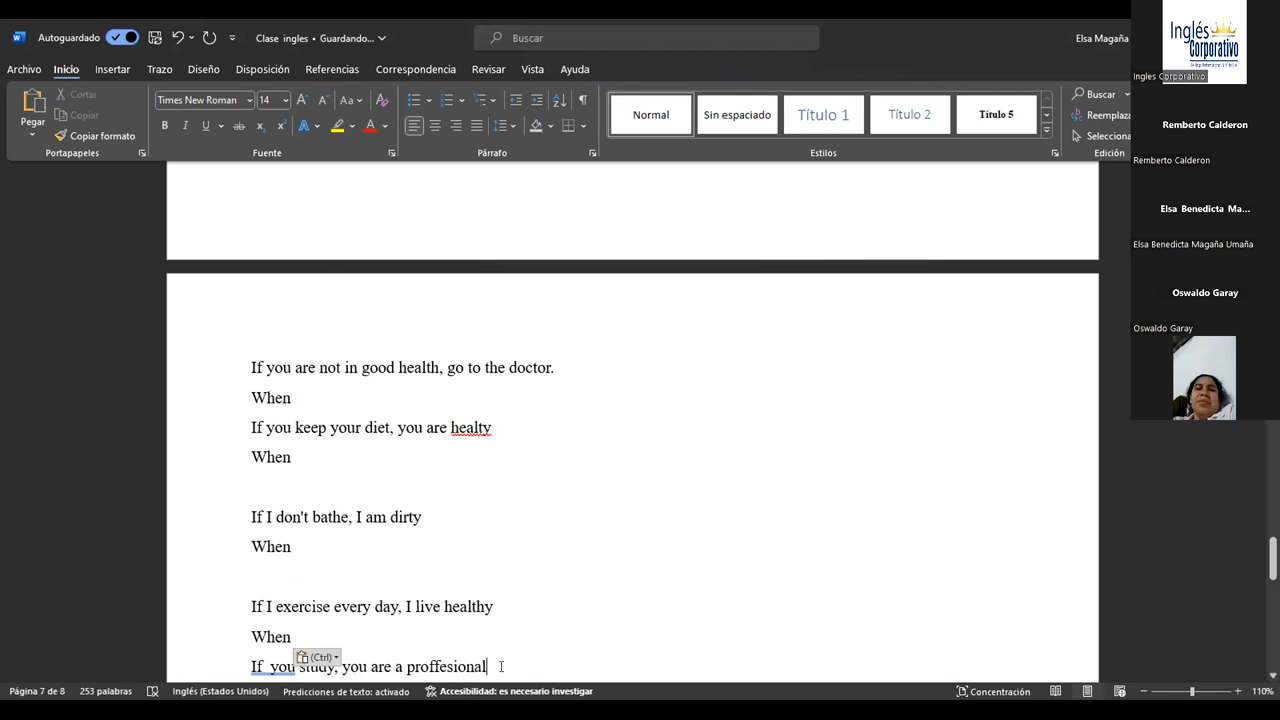 Autoguardado
Clase ingles • Guardando...
Buscar
Elsa Magaña
Archivo Inicio Insertar Trazo Diseño Disposición Referencias Correspondencia Revisar Vista Ayuda
Pegar
Cortar
Copiar
Copiar formato
Portapapeles
Times New Roman 14
Fuente
Párrafo
Normal
Sin espaciado
Título 1
Título 2
Título 5
Estilos
Buscar
Reemplaza
Selecciona
Edición
Inglés
Corporativo
Ingles Corporativo
Remberto Calderon
Remberto Calderon
Elsa Benedicta Ma...
Elsa Benedicta Magaña Umaña
Oswaldo Garay
Oswaldo Garay
If you are not in good health, go to the doctor.
When
If you keep your diet, you are healty
When
If I don't bathe, I am dirty
When
If I exercise every day, I live healthy
When
(Ctrl)
If you study, you are a proffesional
Página 7 de 8 253 palabras Inglés (Estados Unidos) Predicciones de texto: activado Accesibilidad: es necesario investigar Concentración 110%